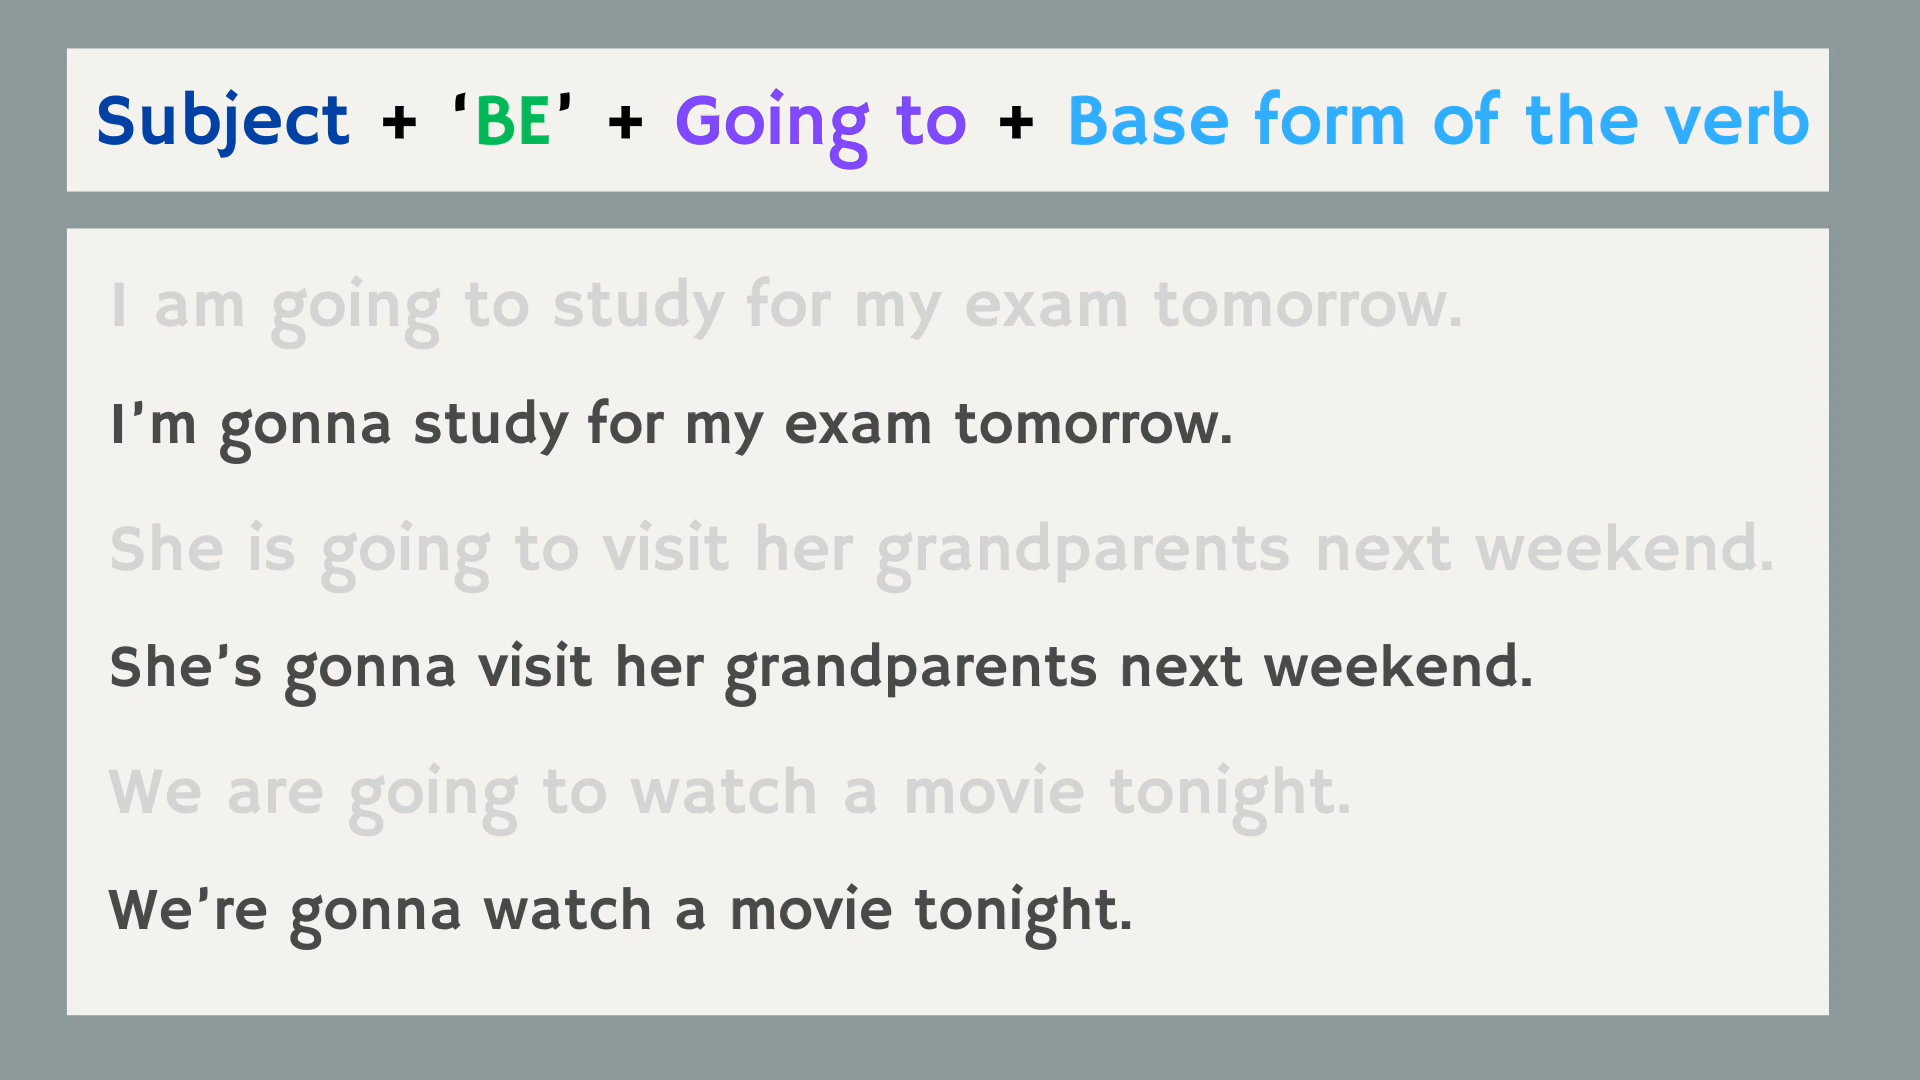 Subject + ‘BE’ + Going to + Base form of the verb
I am going to study for my exam tomorrow.
I’m gonna study for my exam tomorrow.
She is going to visit her grandparents next weekend.
She’s gonna visit her grandparents next weekend.
We are going to watch a movie tonight.
We’re gonna watch a movie tonight.